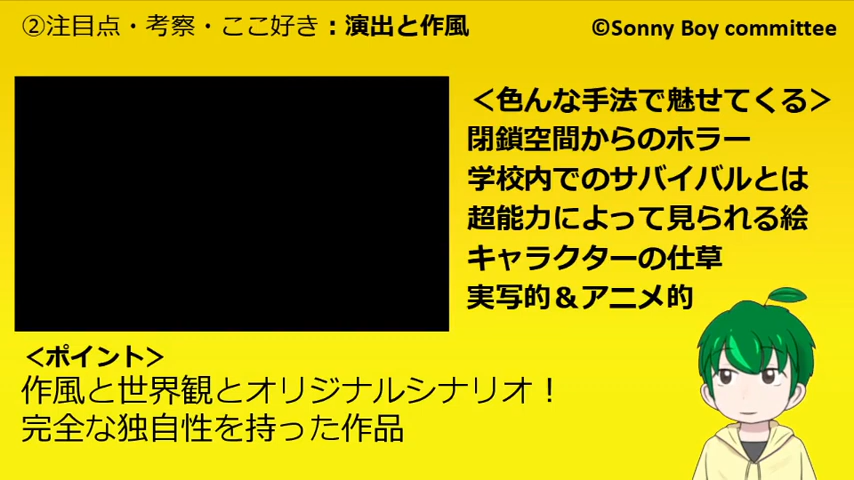 ②注目点・考察・ここ好き：演出と作風
©Sonny Boy committee
＜色んな手法で魅せてくる＞
閉鎖空間からのホラー
学校内でのサバイバルとは
超能力によって見られる絵
キャラクターの仕草
実写的＆アニメ的
＜ポイント＞
作風と世界観とオリジナルシナリオ！
完全な独自性を持った作品